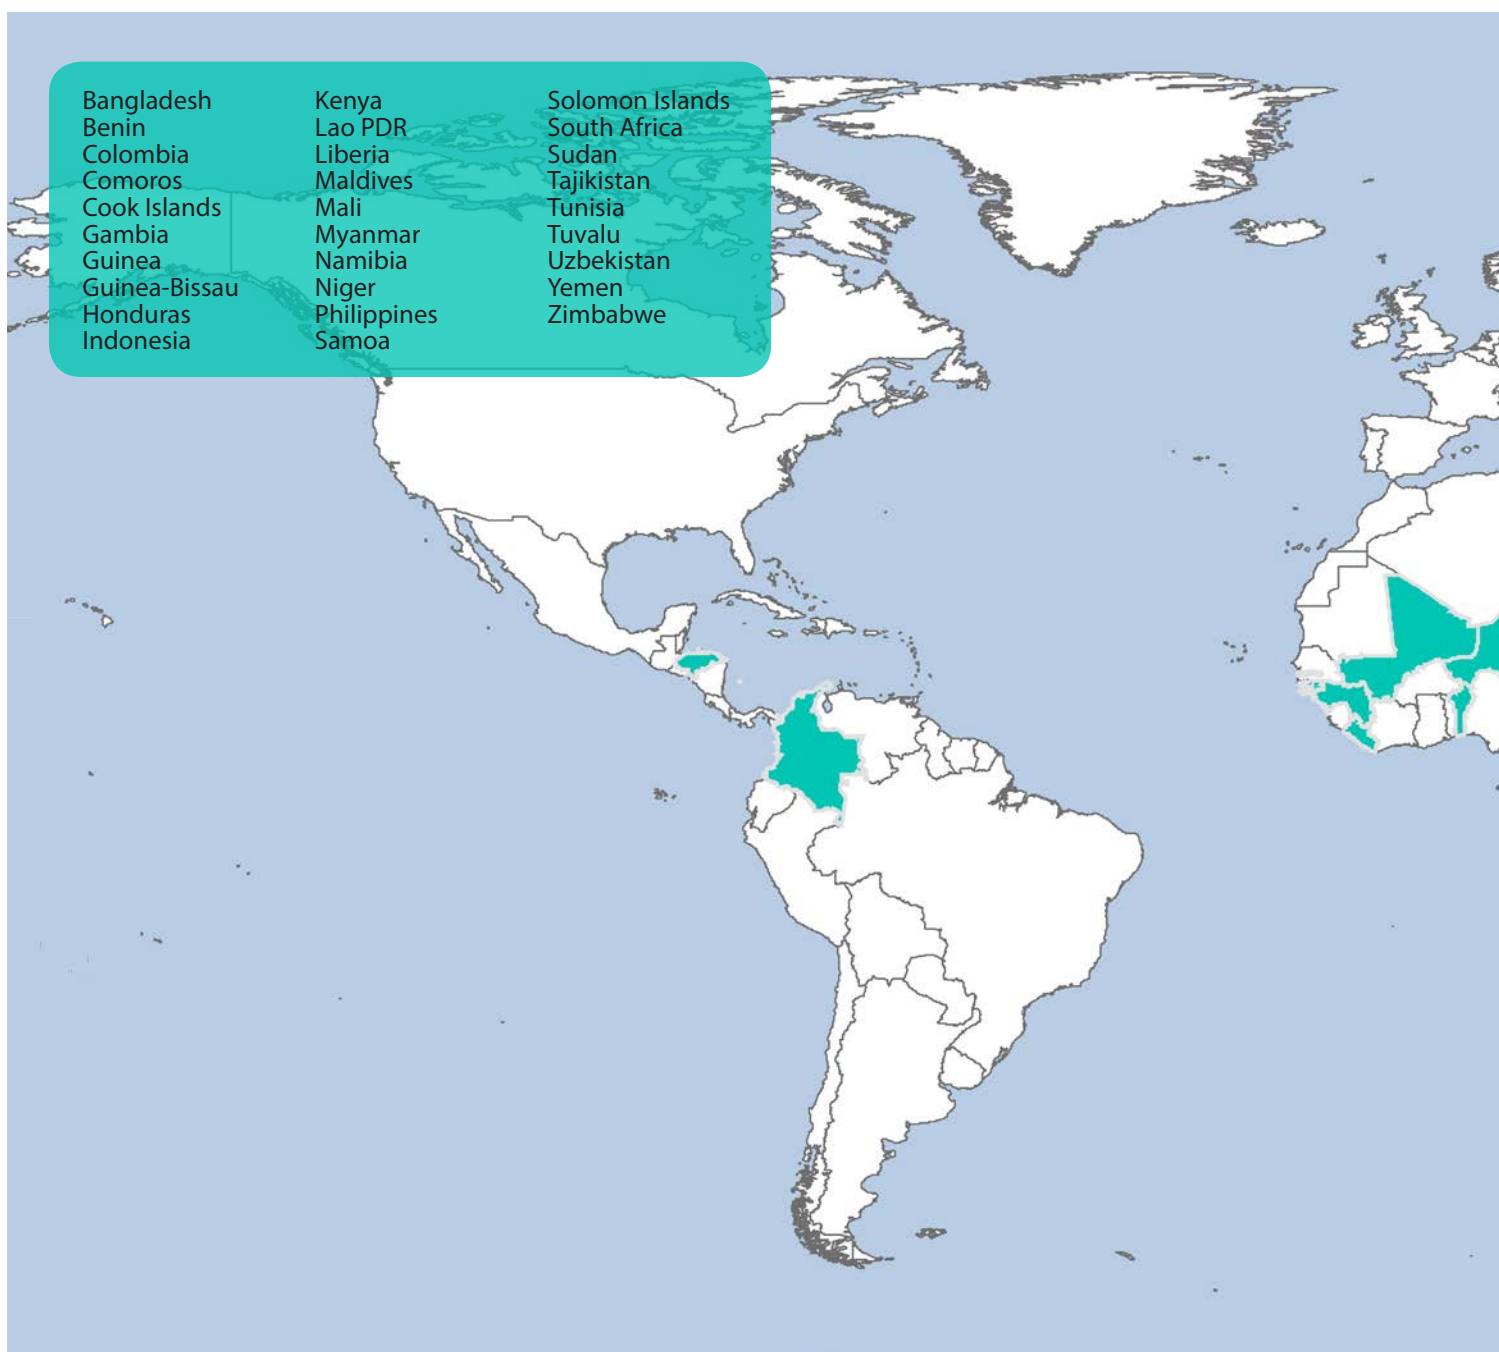 Bangladesh
Benin
Colombia
Comoros
Cook Islands
Gambia
Guinea
Guinea-Bissau
Honduras
Indonesia
Kenya
Lao PDR
Liberia
Maldives
Mali
Myanmar
Namibia
Niger
Philippines
Samoa
Solomon Islands
South Africa
Sudan
Tajikistan
Tunisia
Tuvalu
Uzbekistan
Yemen
Zimbabwe